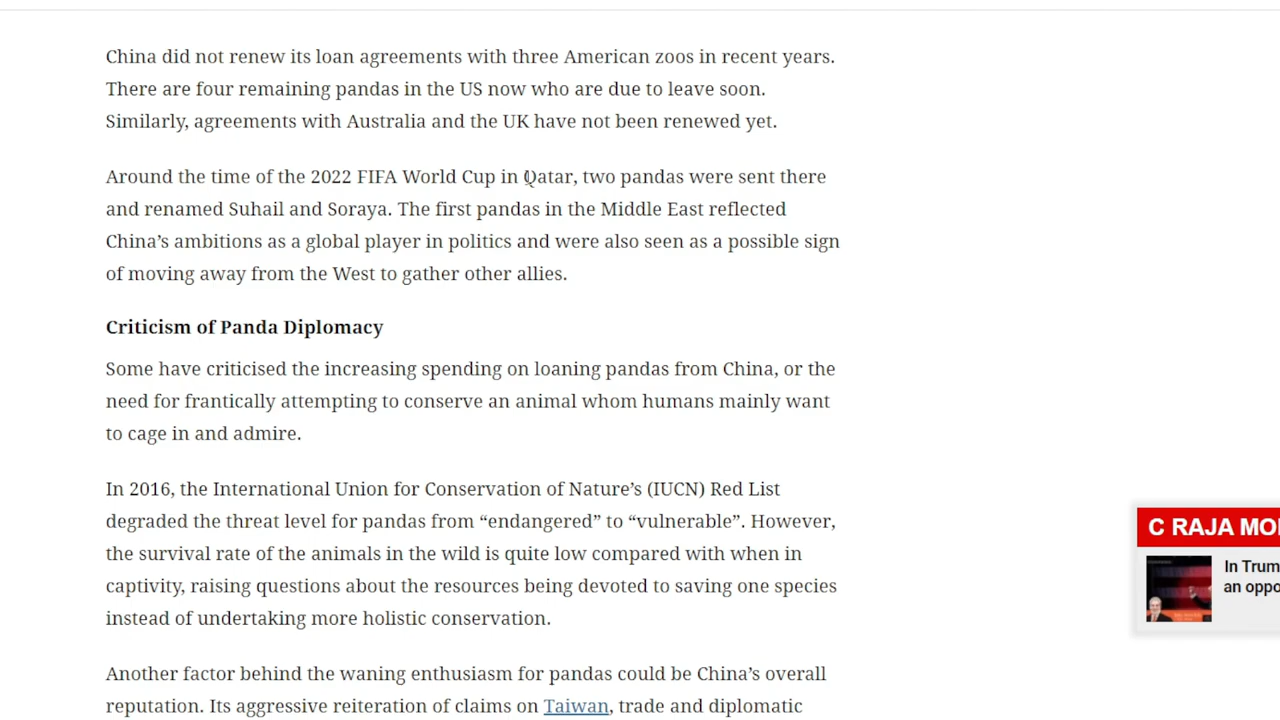 China did not renew its loan agreements with three American zoos in recent years.
There are four remaining pandas in the US now who are due to leave soon.
Similarly, agreements with Australia and the UK have not been renewed yet.
Around the time of the 2022 FIFA World Cup in Qatar, two pandas were sent there
and renamed Suhail and Soraya. The first pandas in the Middle East reflected
China’s ambitions as a global player in politics and were also seen as a possible sign
of moving away from the West to gather other allies.
Criticism of Panda Diplomacy
Some have criticised the increasing spending on loaning pandas from China, or the
need for frantically attempting to conserve an animal whom humans mainly want
to cage in and admire.
In 2016, the International Union for Conservation of Nature’s (IUCN) Red List
degraded the threat level for pandas from “endangered” to “vulnerable”. However,
the survival rate of the animals in the wild is quite low compared with when in
captivity, raising questions about the resources being devoted to saving one species
instead of undertaking more holistic conservation.
Another factor behind the waning enthusiasm for pandas could be China’s overall
reputation. Its aggressive reiteration of claims on Taiwan, trade and diplomatic
C RAJA MO
In Trum
an oppo